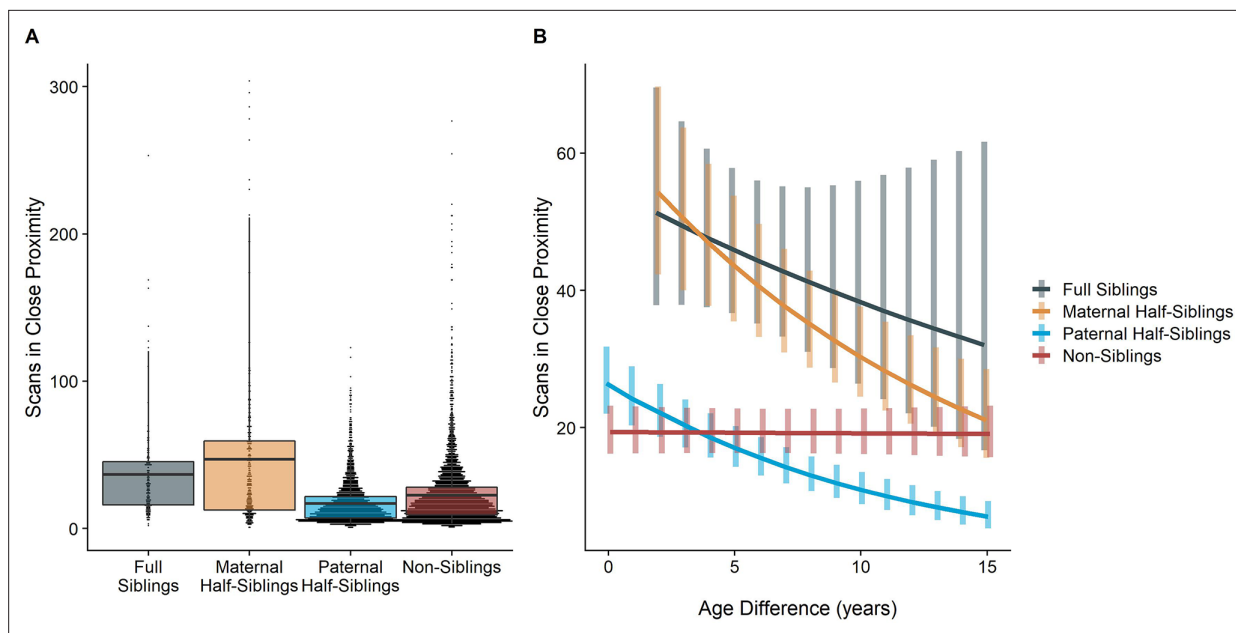 A
Scans in Close Proximity
300
200
100
0
Full
Siblings
Maternal
Half-Siblings
Paternal
Half-Siblings
Non-Siblings
B
Scans in Close Proximity
60
40
20
0
5
10
15
Age Difference (years)
Full Siblings
Maternal Half-Siblings
Paternal Half-Siblings
Non-Siblings